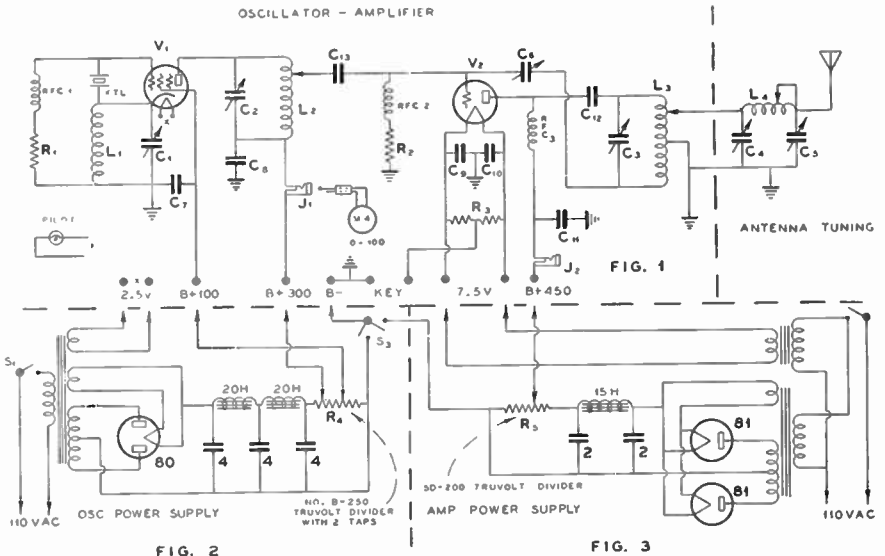 OSCILLATOR - AMPLIFIER
V1
V2
C6
C13
RFC 1
XTL
C2
L2
RFC 2
RFC3
C12
L3
L4
R1
L1
C1
C8
R2
C9
C10
C3
C4
C5
C7
J1
MA
0-100
R3
C11
J2
PILOT
FIG. 1
ANTENNA TUNING
X
2.5V
B+100
B+300
B-
KEY
7.5V
B+450
S1
S3
20H
20H
R4
15H
R5
80
4
4
4
2
2
81
81
110 VAC
OSC POWER SUPPLY
NO. B-250
TRUVOLT DIVIDER
WITH 2 TAPS
SD-200 TRUVOLT DIVIDER
AMP POWER SUPPLY
110VAC
FIG. 2
FIG. 3